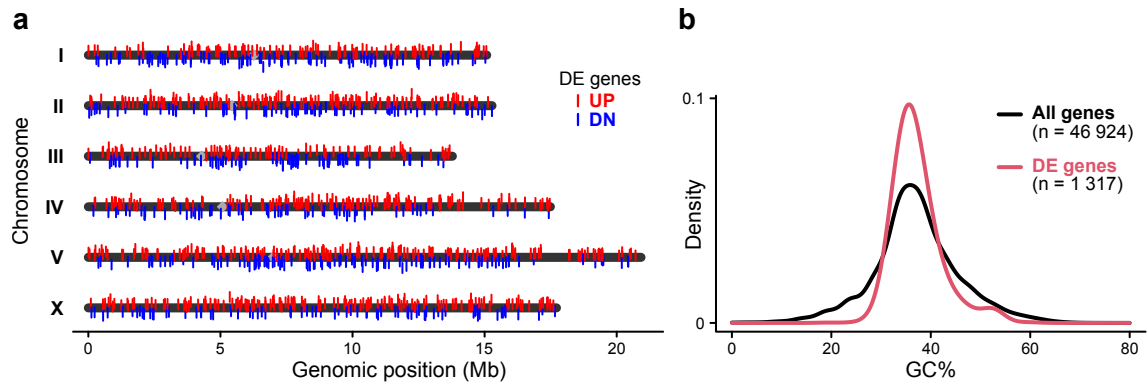 a
I
II
III
IV
V
X
Chromosome
DE genes
I UP
I DN
0
5
10
15
20
Genomic position (Mb)
b
0.1
0
Density
All genes
(n = 46 924)
DE genes
(n = 1 317)
0
20
40
60
80
GC%